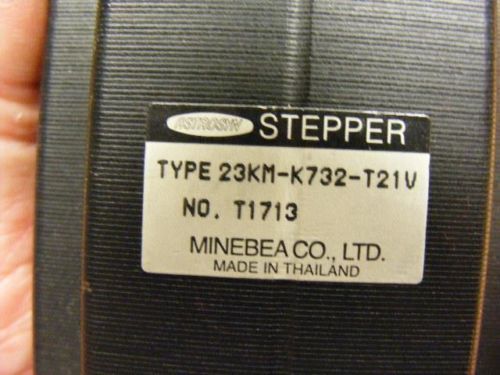 ASTROSYN STEPPER
TYPE 23KM-K732-T21V
NO. T1713
MINEBEA CO., LTD.
MADE IN THAILAND